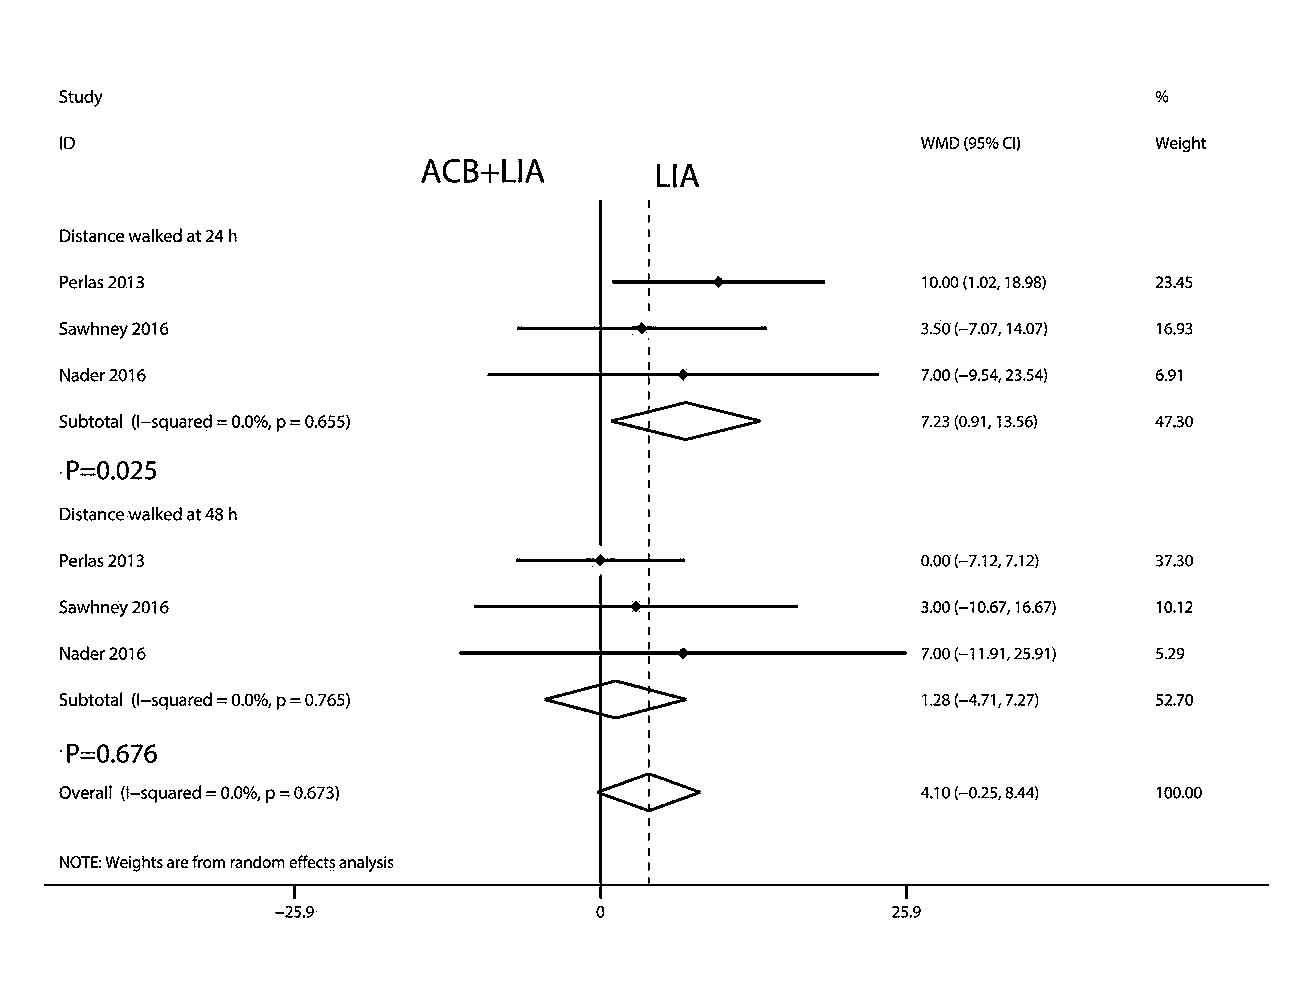 Study %
ID WMD (95% CI) Weight
ACB+LIA LIA
Distance walked at 24 h
Perlas 2013 10.00 (1.02, 18.98) 23.45
Sawhney 2016 3.50 (−7.07, 14.07) 16.93
Nader 2016 7.00 (−9.54, 23.54) 6.91
Subtotal (I−squared = 0.0%, p = 0.655) 7.23 (0.91, 13.56) 47.30
P=0.025
Distance walked at 48 h
Perlas 2013 0.00 (−7.12, 7.12) 37.30
Sawhney 2016 3.00 (−10.67, 16.67) 10.12
Nader 2016 7.00 (−11.91, 25.91) 5.29
Subtotal (I−squared = 0.0%, p = 0.765) 1.28 (−4.71, 7.27) 52.70
P=0.676
Overall (I−squared = 0.0%, p = 0.673) 4.10 (−0.25, 8.44) 100.00
NOTE: Weights are from random effects analysis
−25.9 0 25.9